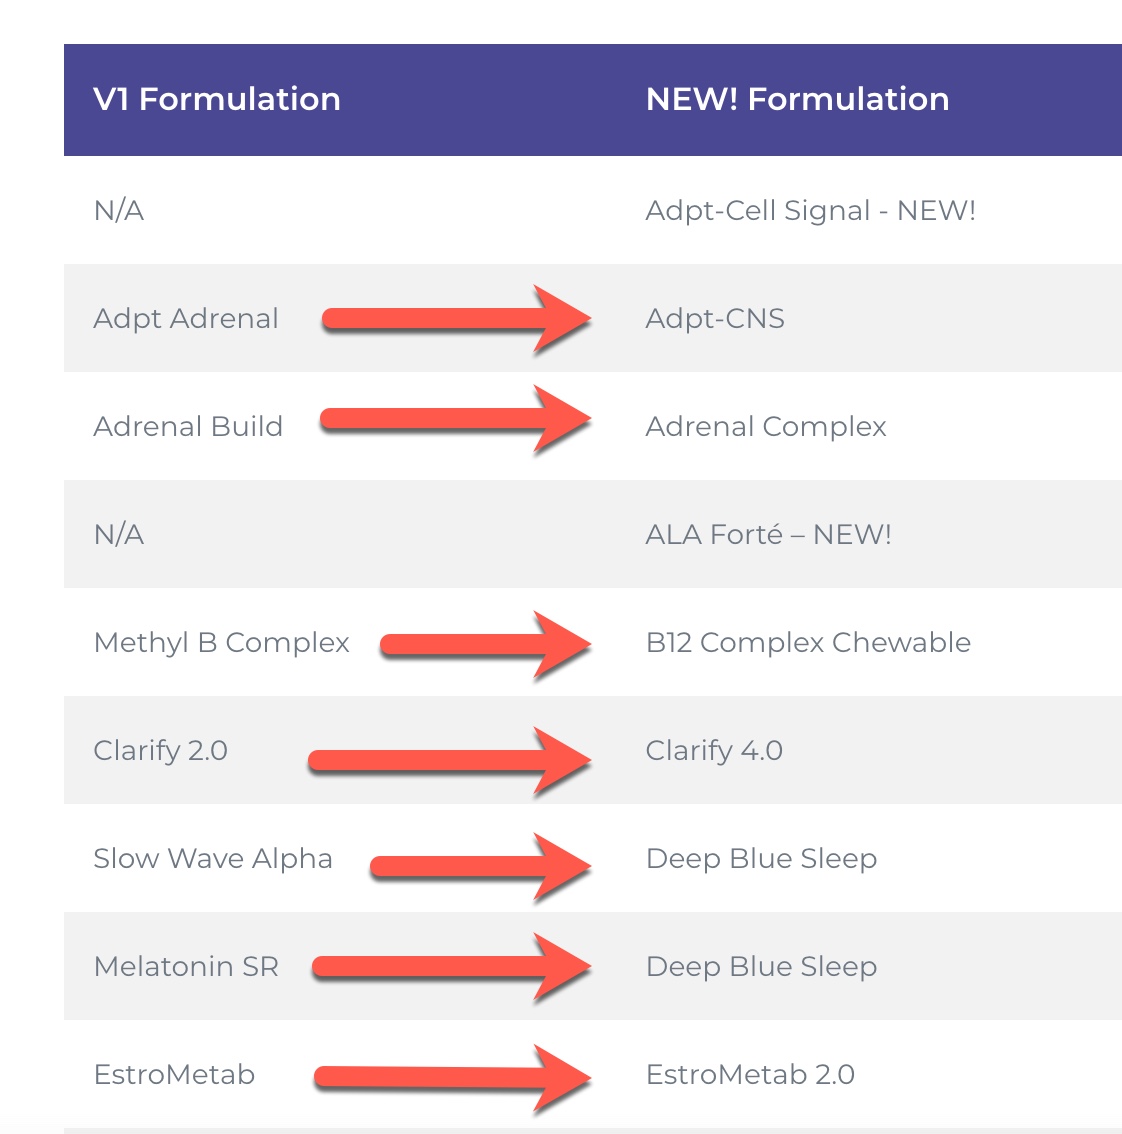 V1 Formulation NEW! Formulation
N/A Adpt-Cell Signal - NEW!
Adpt Adrenal Adpt-CNS
Adrenal Build Adrenal Complex
N/A ALA Forté – NEW!
Methyl B Complex B12 Complex Chewable
Clarify 2.0 Clarify 4.0
Slow Wave Alpha Deep Blue Sleep
Melatonin SR Deep Blue Sleep
EstroMetab EstroMetab 2.0